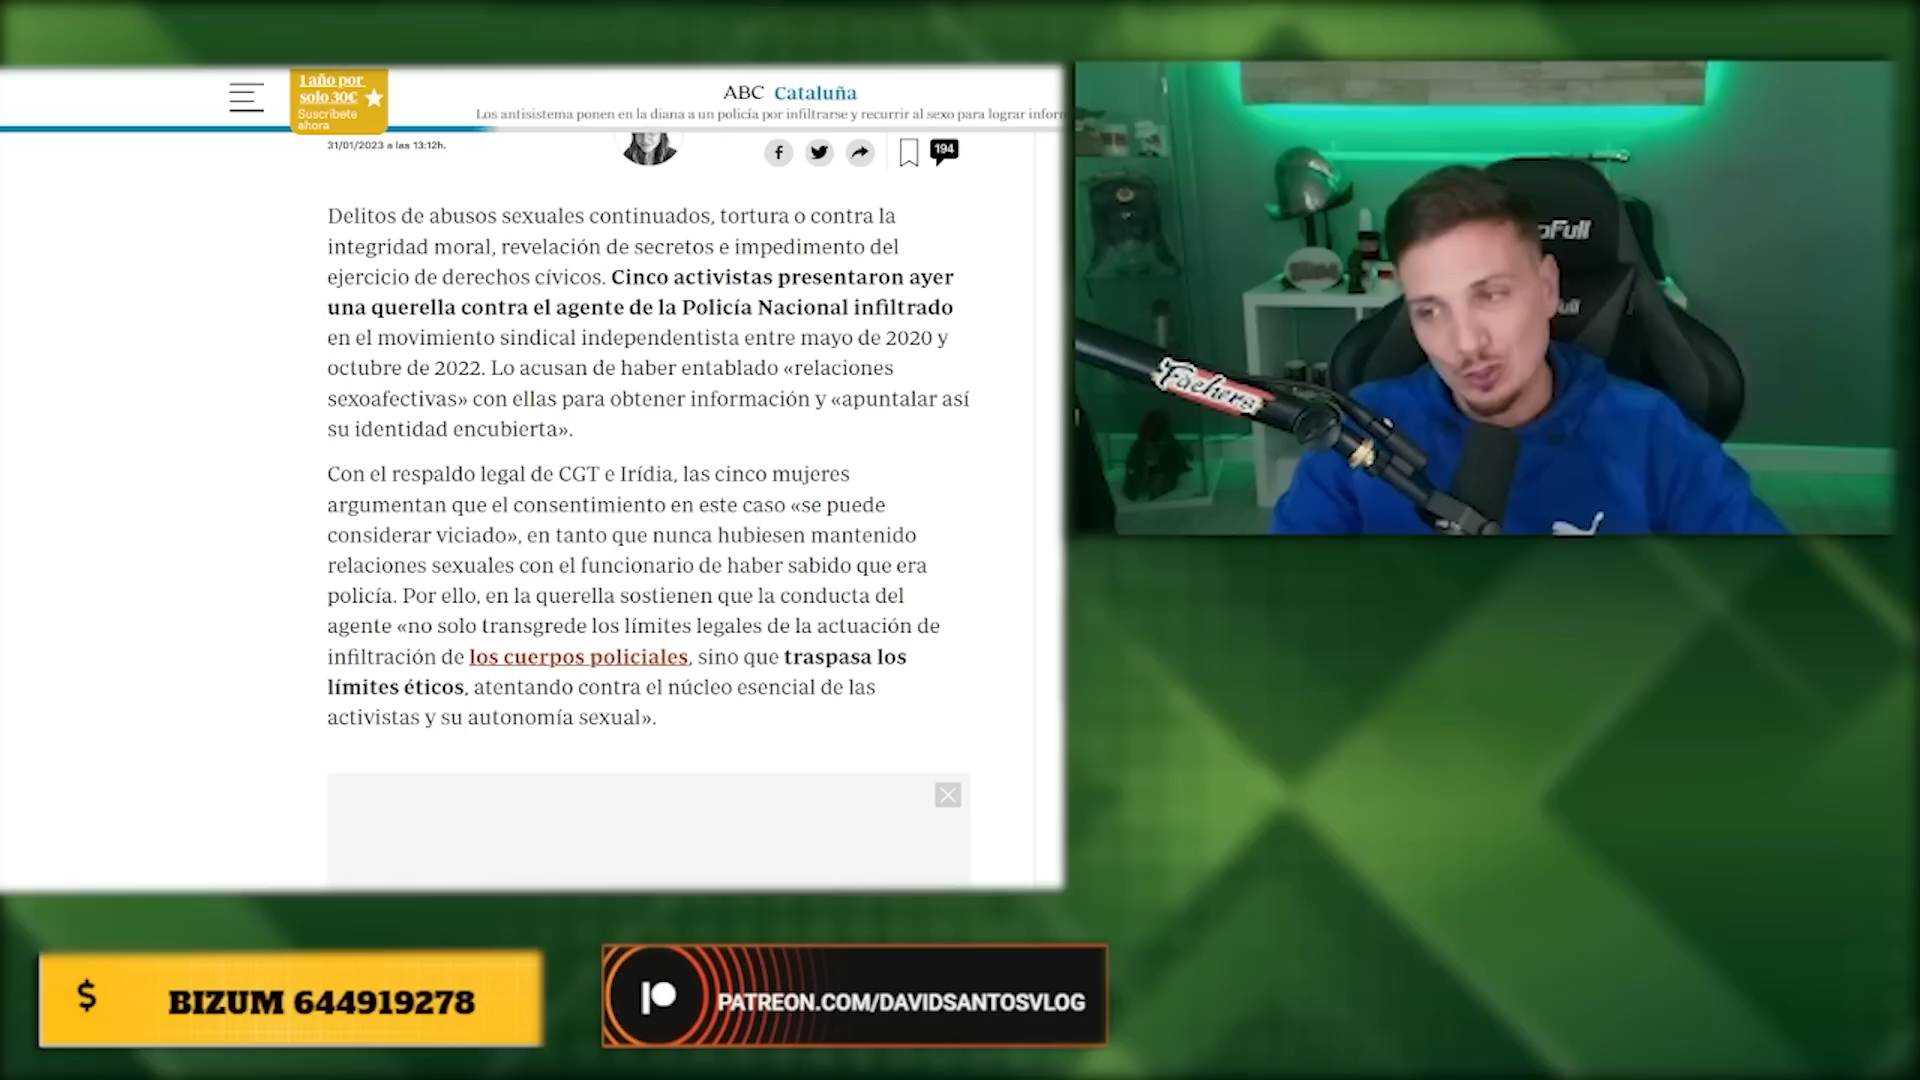 1 año por
solo 30€
Suscríbete
ahora
ABC Cataluña
Los antisistema ponen en la diana a un policía por infiltrarse y recurrir al sexo para lograr inform
31/01/2023 a las 13:12h.
194
Delitos de abusos sexuales continuados, tortura o contra la
integridad moral, revelación de secretos e impedimento del
ejercicio de derechos cívicos. Cinco activistas presentaron ayer
una querella contra el agente de la Policía Nacional infiltrado
en el movimiento sindical independentista entre mayo de 2020 y
octubre de 2022. Lo acusan de haber entablado «relaciones
sexoafectivas» con ellas para obtener información y «apuntalar así
su identidad encubierta».
Con el respaldo legal de CGT e Irídia, las cinco mujeres
argumentan que el consentimiento en este caso «se puede
considerar viciado», en tanto que nunca hubiesen mantenido
relaciones sexuales con el funcionario de haber sabido que era
policía. Por ello, en la querella sostienen que la conducta del
agente «no solo transgrede los límites legales de la actuación de
infiltración de los cuerpos policiales, sino que traspasa los
límites éticos, atentando contra el núcleo esencial de las
activistas y su autonomía sexual».
Fachers
$ BIZUM 644919278
PATREON.COM/DAVIDSANTOSVLOG